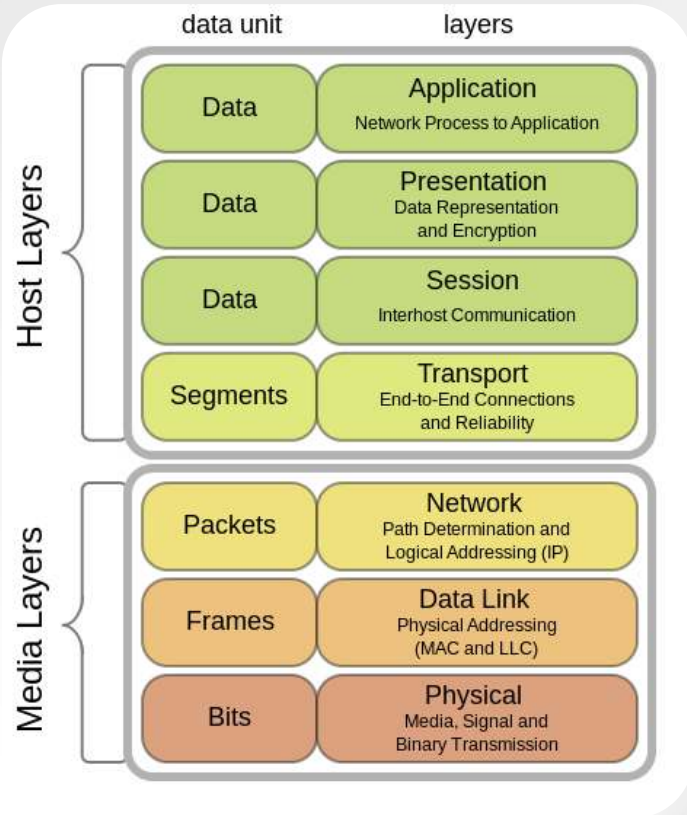 data unit
layers
Host Layers
Data
Application
Network Process to Application
Data
Presentation
Data Representation
and Encryption
Data
Session
Interhost Communication
Segments
Transport
End-to-End Connections
and Reliability
Media Layers
Packets
Network
Path Determination and
Logical Addressing (IP)
Frames
Data Link
Physical Addressing
(MAC and LLC)
Bits
Physical
Media, Signal and
Binary Transmission